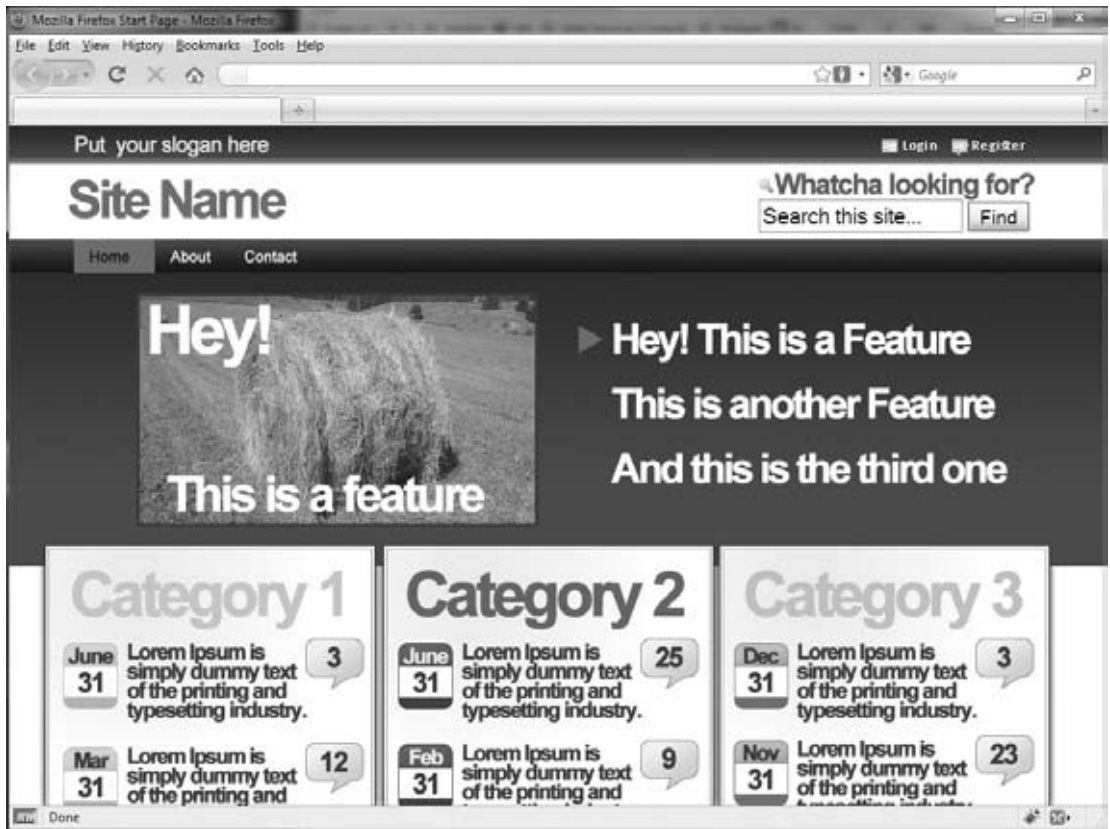 Mozilla Firefox Start Page - Mozilla Firefox
File Edit View History Bookmarks Tools Help
Google
Put your slogan here
Login Register
Site Name
Whatcha looking for?
Search this site... Find
Home About Contact
Hey!
This is a feature
Hey! This is a Feature
This is another Feature
And this is the third one
Category 1
June 31
Lorem Ipsum is
simply dummy text
of the printing and
typesetting industry.
3
Mar 31
Lorem Ipsum is
simply dummy text
of the printing and
12
Category 2
June 31
Lorem Ipsum is
simply dummy text
of the printing and
typesetting industry.
25
Feb 31
Lorem Ipsum is
simply dummy text
of the printing and
9
Category 3
Dec 31
Lorem Ipsum is
simply dummy text
of the printing and
typesetting industry.
3
Nov 31
Lorem Ipsum is
simply dummy text
of the printing and
23
Done